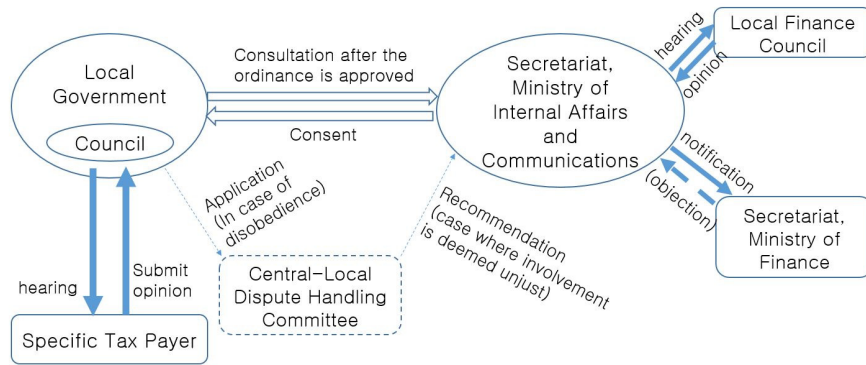 Local
Government
Council
Consultation after the
ordinance is approved
Consent
Secretariat,
Ministry of
Internal Affairs
and
Communications
hearing
opinion
Local Finance
Council
notification
(objection)
Secretariat,
Ministry of
Finance
Application
(In case of
disobedience)
Recommendation
(case where involvement
is deemed unjust)
Central-Local
Dispute Handling
Committee
hearing
Submit
opinion
Specific Tax Payer